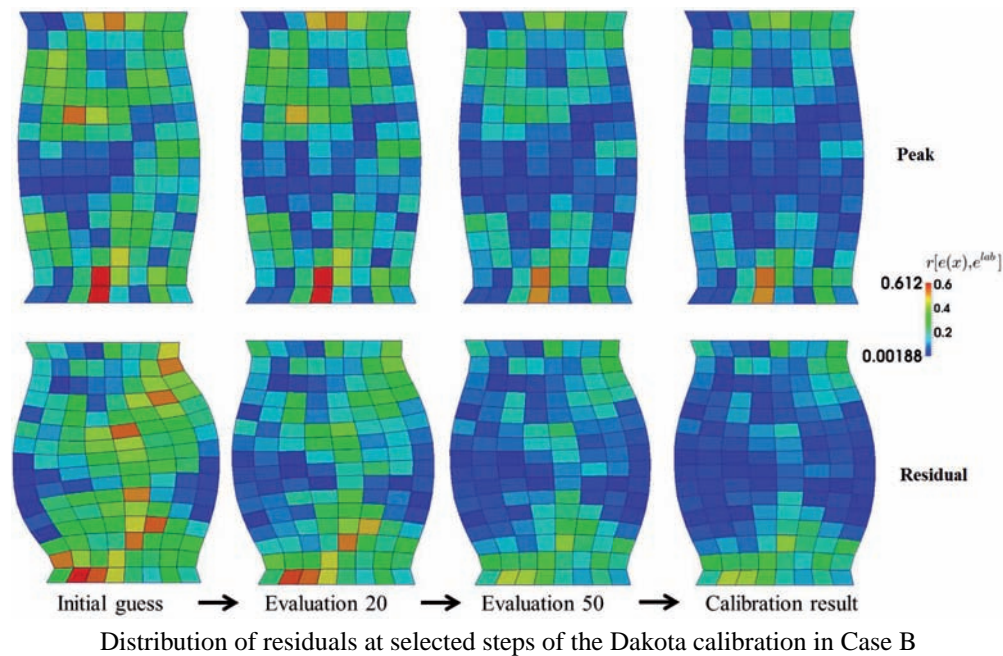 Peak
r[e(x),e^{lab}]
0.612
0.6
0.4
0.2
0.00188
Residual
Initial guess → Evaluation 20 → Evaluation 50 → Calibration result
Distribution of residuals at selected steps of the Dakota calibration in Case B